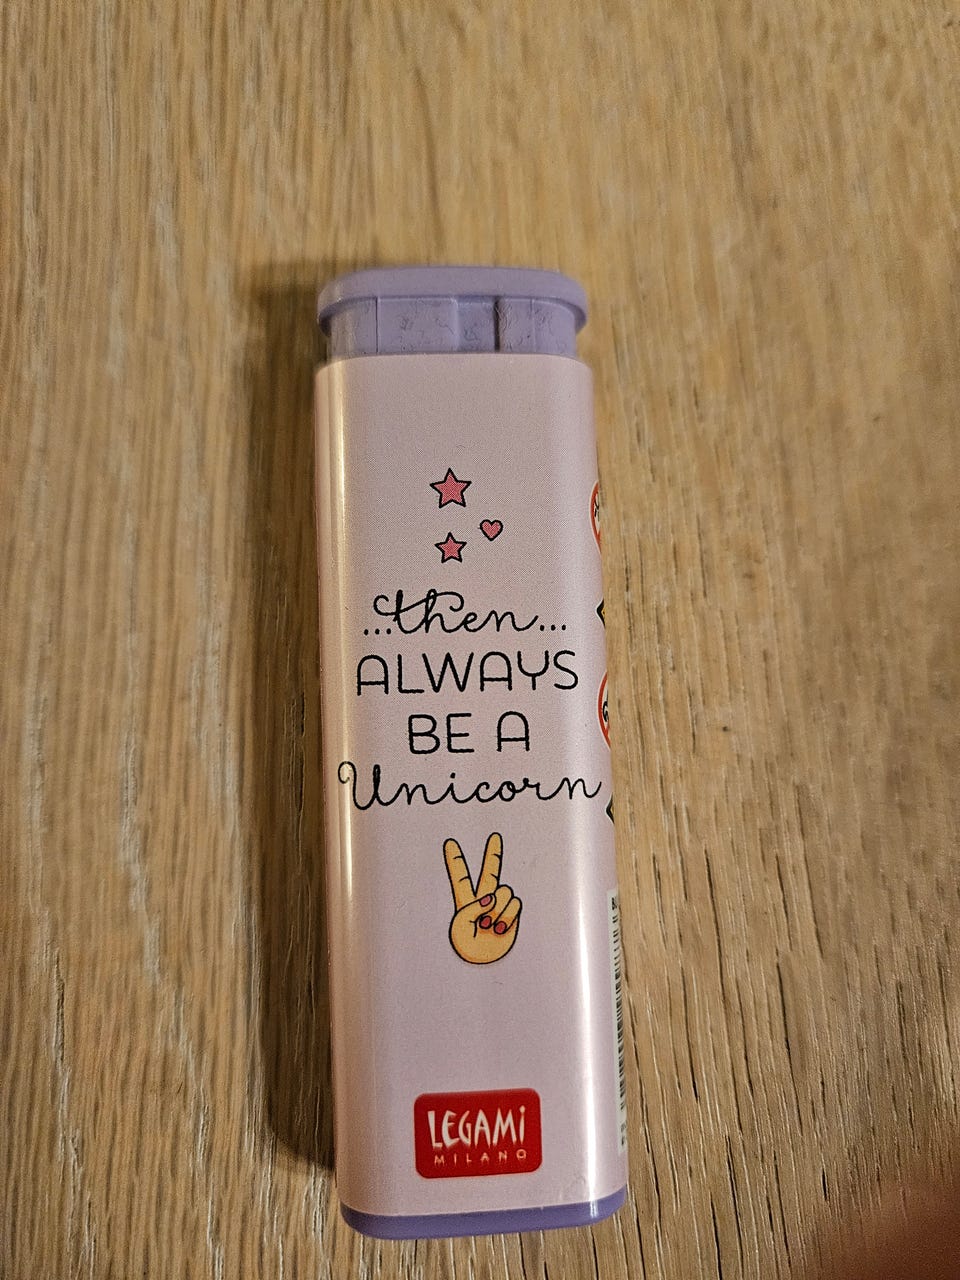 ...then...
ALWAYS
BE A
Unicorn
LEGAMI
MILANO